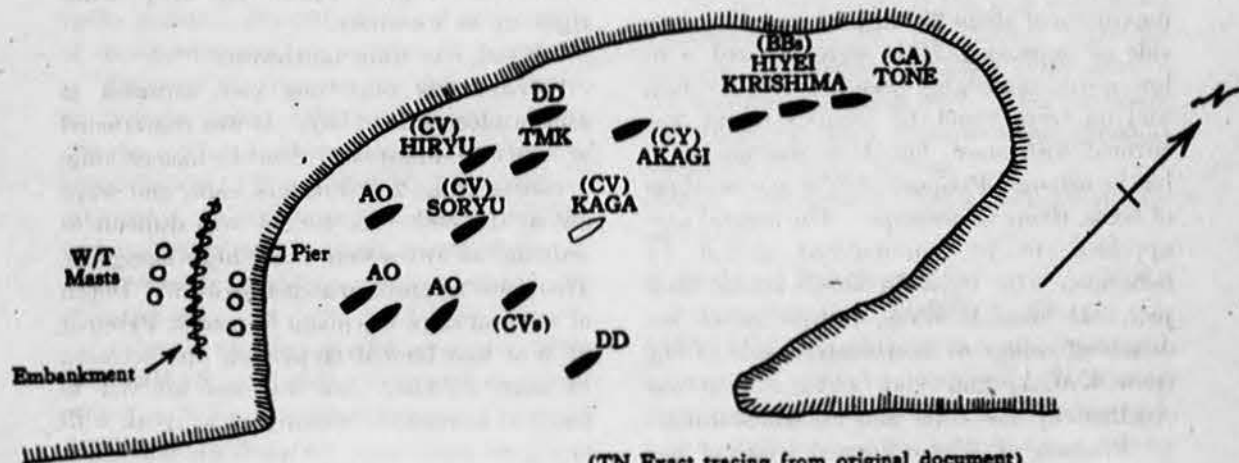 (BBs)
HIYEI
KIRISHIMA
(CA)
TONE
N
DD
(CV)
HIRYU
TMK
(CY)
AKAGI
AO
(CV)
SORYU
(CV)
KAGA
Pier
W/T
Masts
AO
AO
(CVs)
DD
Embankment
(TN Exact tracing from original document)